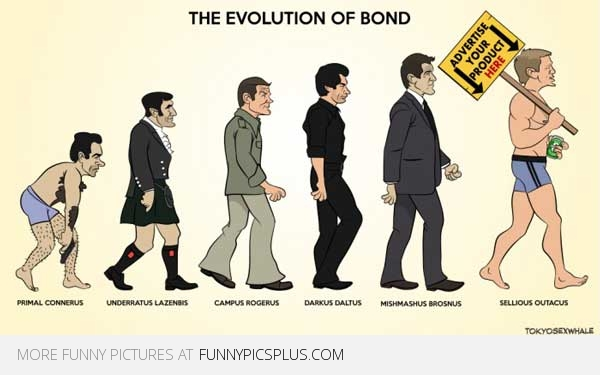 THE EVOLUTION OF BOND
ADVERTISE
YOUR
PRODUCT
HERE
PRIMAL CONNERUS
UNDERRATUS LAZENBIS
CAMPUS ROGERUS
DARKUS DALTUS
MISHMASHUS BROSNUS
SELLIOUS OUTACUS
TOKYOSEXWHALE
MORE FUNNY PICTURES AT FUNNYPICSPLUS.COM